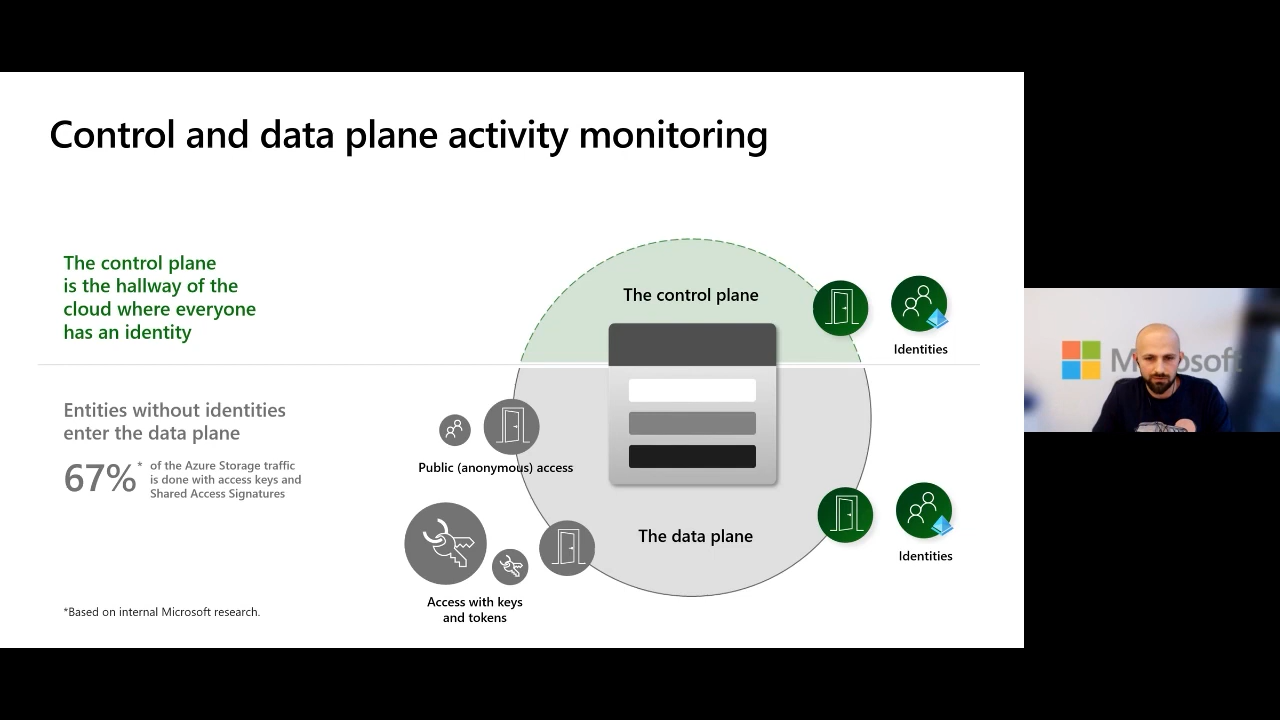 Control and data plane activity monitoring
The control plane
is the hallway of the
cloud where everyone
has an identity
The control plane
Identities
Entities without identities
enter the data plane
67%*
of the Azure Storage traffic
is done with access keys and
Shared Access Signatures
Public (anonymous) access
The data plane
Identities
Access with keys
and tokens
*Based on internal Microsoft research.
Microsoft